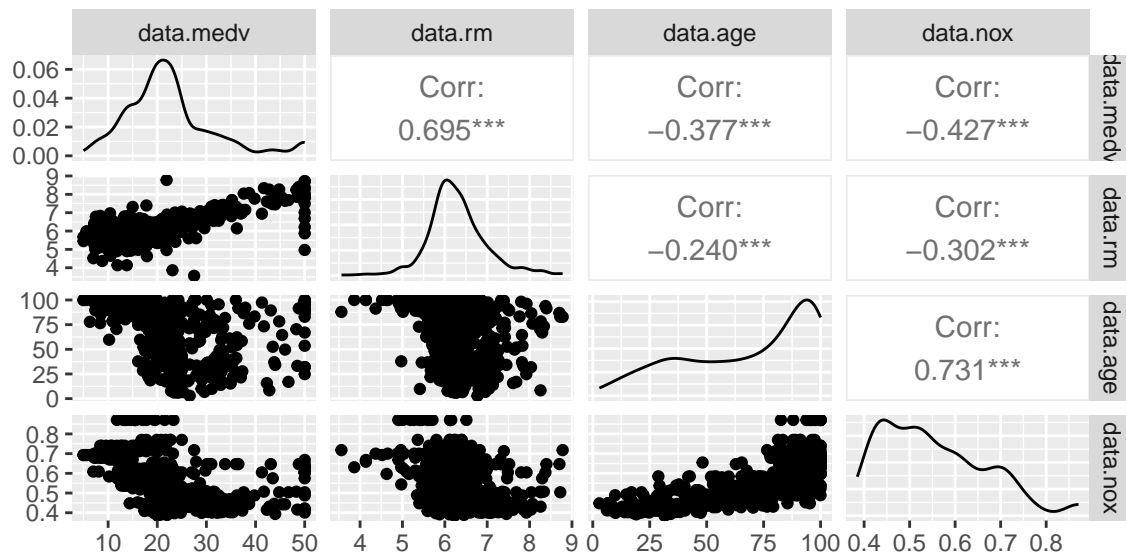 data.medv data.rm data.age data.nox
0.06
0.04
0.02
0.00
Corr:
0.695***
Corr:
−0.377***
Corr:
−0.427***
data.medv
9
8
7
6
5
4
Corr:
−0.240***
Corr:
−0.302***
data.rm
100
75
50
25
0
Corr:
0.731***
data.age
0.8
0.7
0.6
0.5
0.4
data.nox
10 20 30 40 50
4 5 6 7 8 9
0 25 50 75 100
0.4 0.5 0.6 0.7 0.8